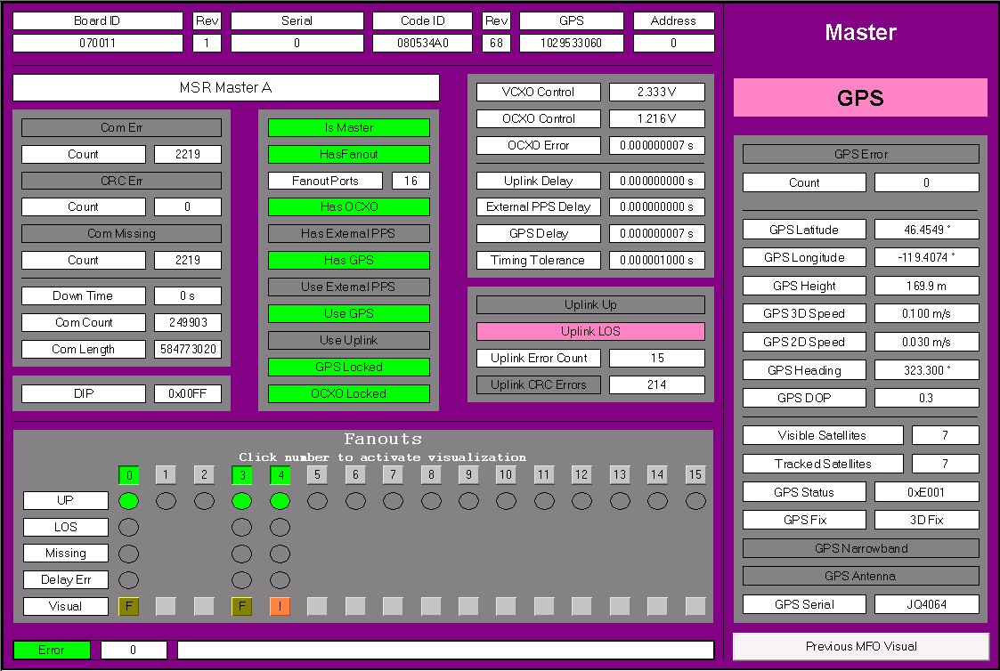 Board ID Rev Serial Code ID Rev GPS Address
070011 1 0 080534A0 68 1029533060 0
MSR Master A
Com Err
Count 2219
CRC Err
Count 0
Com Missing
Count 2219
Down Time 0 s
Com Count 249903
Com Length 584773020
DIP 0x00FF
Is Master
Has Fanout
Fanout Ports 16
Has OCXO
Has External PPS
Has GPS
Use External PPS
Use GPS
Use Uplink
GPS Locked
OCXO Locked
VCXO Control 2.333 V
OCXO Control 1.216 V
OCXO Error 0.000000007 s
Uplink Delay 0.000000000 s
External PPS Delay 0.000000000 s
GPS Delay 0.000000007 s
Timing Tolerance 0.000001000 s
Uplink Up
Uplink LOS
Uplink Error Count 15
Uplink CRC Errors 214
Fanouts
Click number to activate visualization
0 1 2 3 4 5 6 7 8 9 10 11 12 13 14 15
UP
LOS
Missing
Delay Err
Visual F F I
Error 0
Master
GPS
GPS Error
Count 0
GPS Latitude 46.4549 °
GPS Longitude -119.4074 °
GPS Height 169.9 m
GPS 3D Speed 0.100 m/s
GPS 2D Speed 0.030 m/s
GPS Heading 323.300 °
GPS DOP 0.3
Visible Satellites 7
Tracked Satellites 7
GPS Status 0xE001
GPS Fix 3D Fix
GPS Narrowband
GPS Antenna
GPS Serial JQ4064
Previous MFO Visual